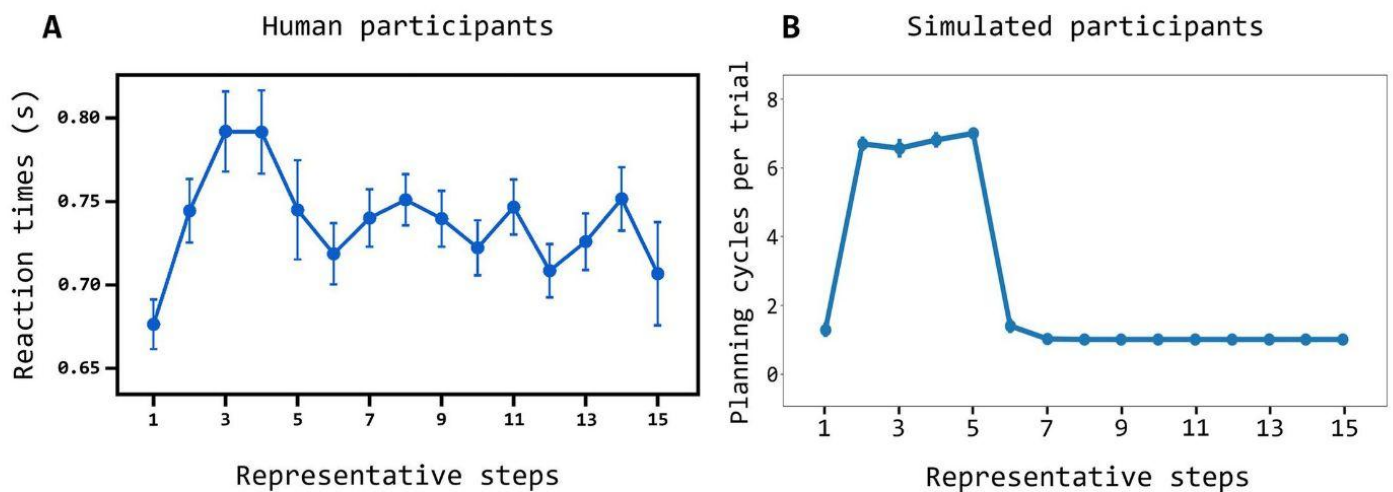 A
Human participants
Reaction times (s)
0.80
0.75
0.70
0.65
1 3 5 7 9 11 13 15
Representative steps
B
Simulated participants
Planning cycles per trial
8
6
4
2
0
1 3 5 7 9 11 13 15
Representative steps